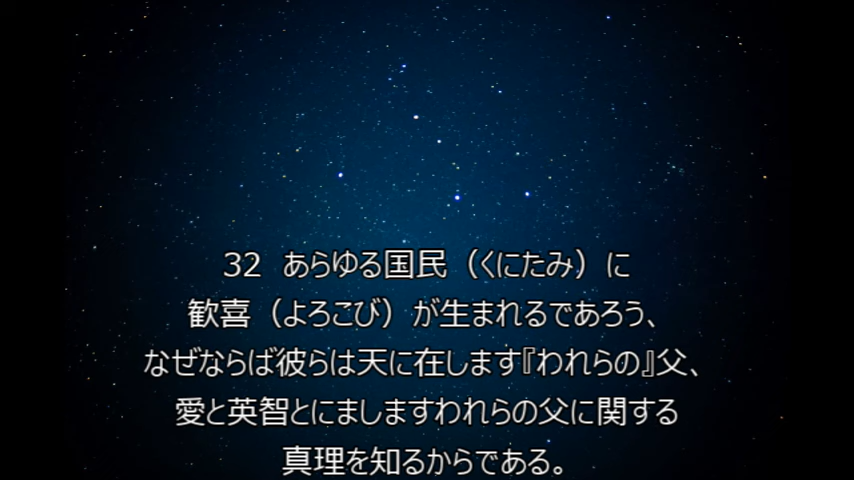 32 あらゆる国民（くにたみ）に
歓喜（よろこび）が生まれるであろう、
なぜならば彼らは天に在します『われらの』父、
愛と英智とにましますわれらの父に関する
真理を知るからである。